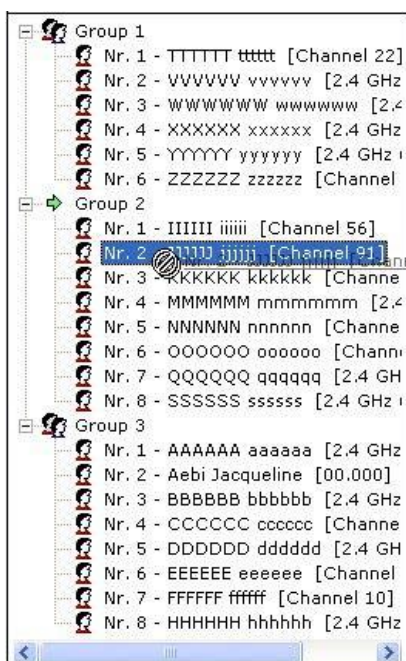 Group 1
Nr. 1 - TTTTTT tttttt [Channel 22]
Nr. 2 - VVVVVV vvvvvv [2.4 GHz
Nr. 3 - WWWWWW wwwwww [2.4
Nr. 4 - XXXXXX xxxxxx [2.4 GHz
Nr. 5 - YYYYYY yyyyyy [2.4 GHz
Nr. 6 - ZZZZZZ zzzzzz [Channel
Group 2
Nr. 1 - IIIIII iiiiii [Channel 56]
Nr. 2 JJJJJJ jjjjjj [Channel 91]
Nr. 3 - KKKKKK kkkkkk [Channe
Nr. 4 - MMMMMM mmmmmm [2.4
Nr. 5 - NNNNNN nnnnnn [Channe
Nr. 6 - OOOOOO oooooo [Chann
Nr. 7 - QQQQQQ qqqqqq [2.4 GH
Nr. 8 - SSSSSS ssssss [2.4 GHz
Group 3
Nr. 1 - AAAAAA aaaaaa [2.4 GHz
Nr. 2 - Aebi Jacqueline [00.000]
Nr. 3 - BBBBBB bbbbbb [2.4 GHz
Nr. 4 - CCCCCC cccccc [Channe
Nr. 5 - DDDDDD dddddd [2.4 GH
Nr. 6 - EEEEEE eeeeee [Channel
Nr. 7 - FFFFFF ffffff [Channel 10]
Nr. 8 - HHHHHH hhhhhh [2.4 GHz